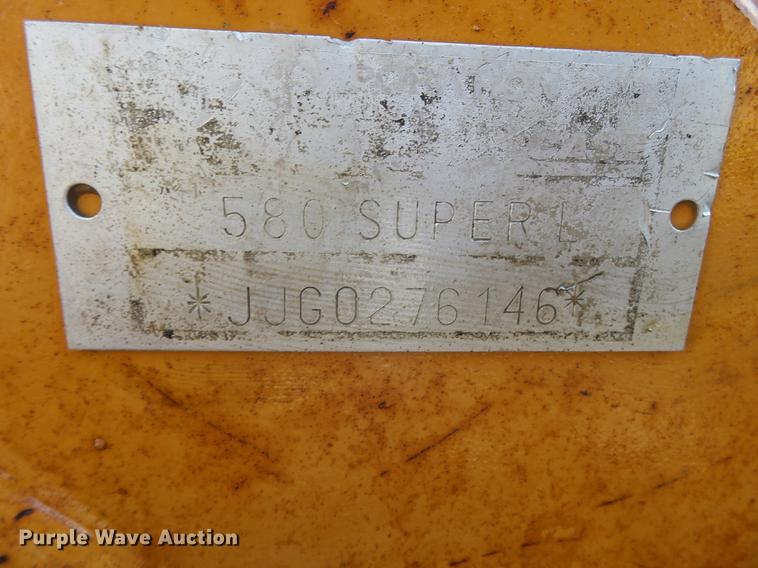 580 SUPER L
*JJG0276146*
Purple Wave Auction